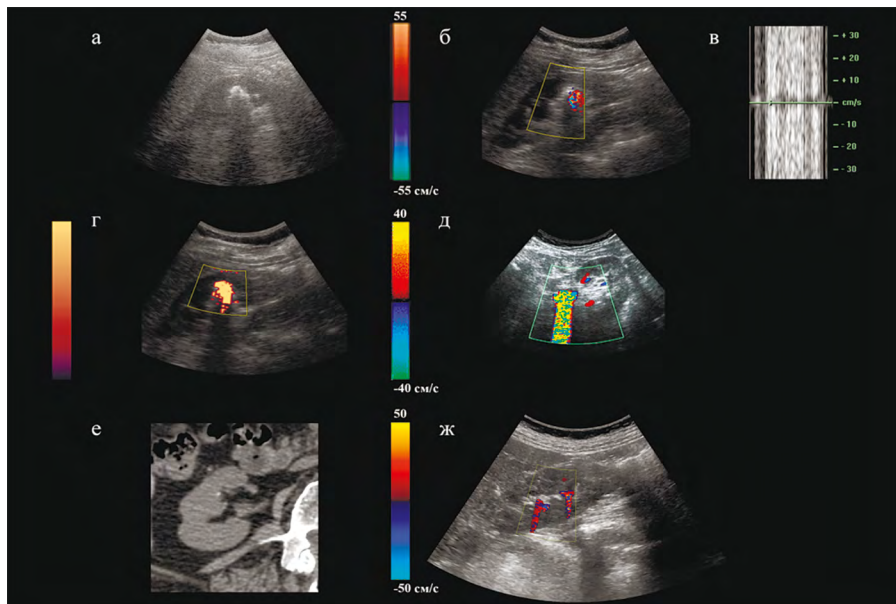 а
55
-55 см/с
б
в
+ 30
+ 20
+ 10
cm/s
- 10
- 20
- 30
г
40
-40 см/с
д
е
50
-50 см/с
ж